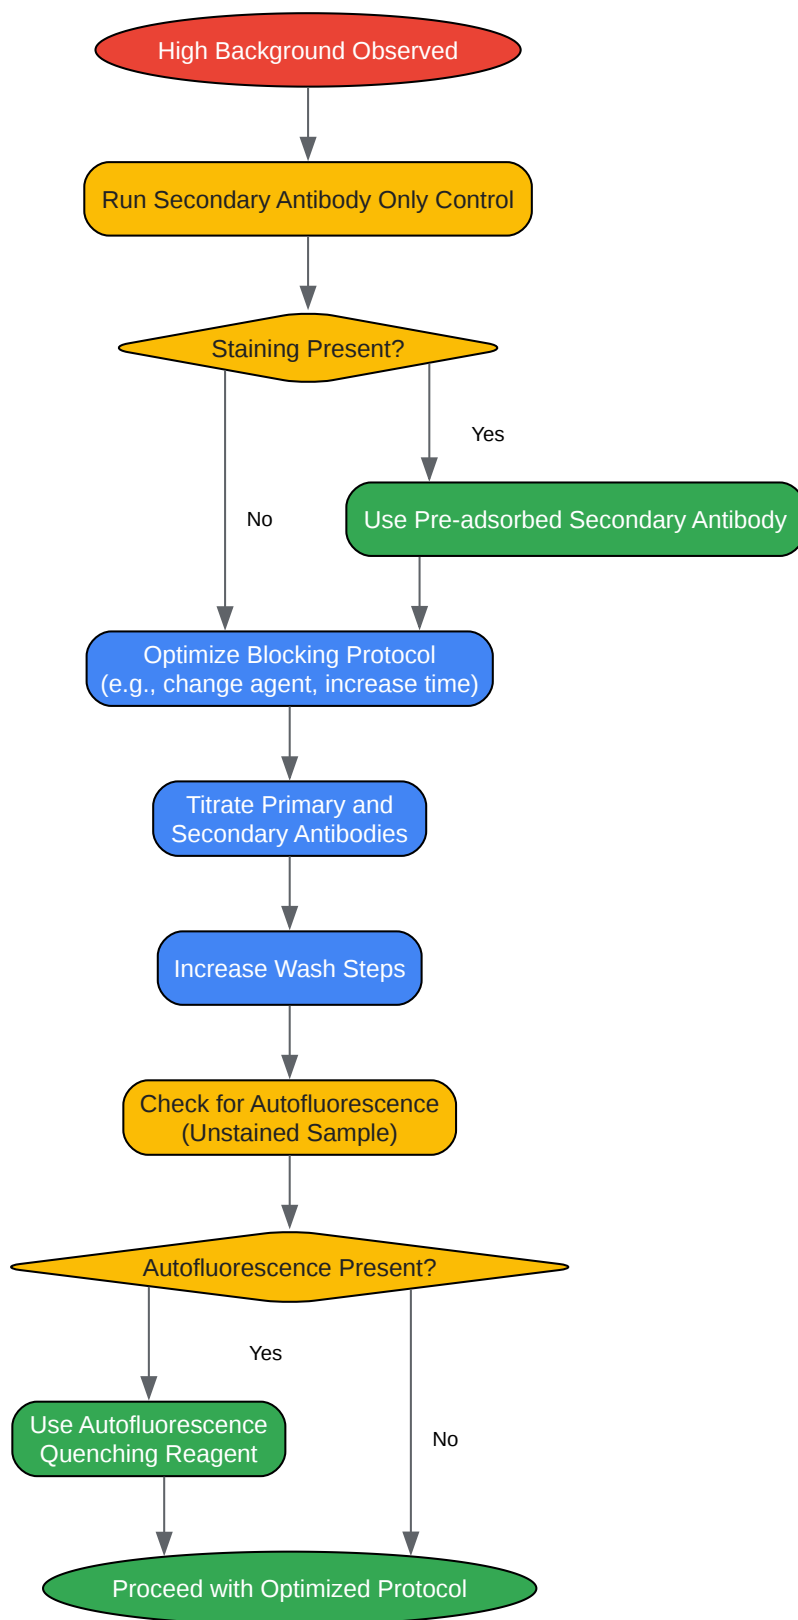 High Background Observed
Run Secondary Antibody Only Control
Staining Present?
Yes
No
Use Pre-adsorbed Secondary Antibody
Optimize Blocking Protocol
(e.g., change agent, increase time)
Titrate Primary and
Secondary Antibodies
Increase Wash Steps
Check for Autofluorescence
(Unstained Sample)
Autofluorescence Present?
Yes
Use Autofluorescence
Quenching Reagent
No
Proceed with Optimized Protocol